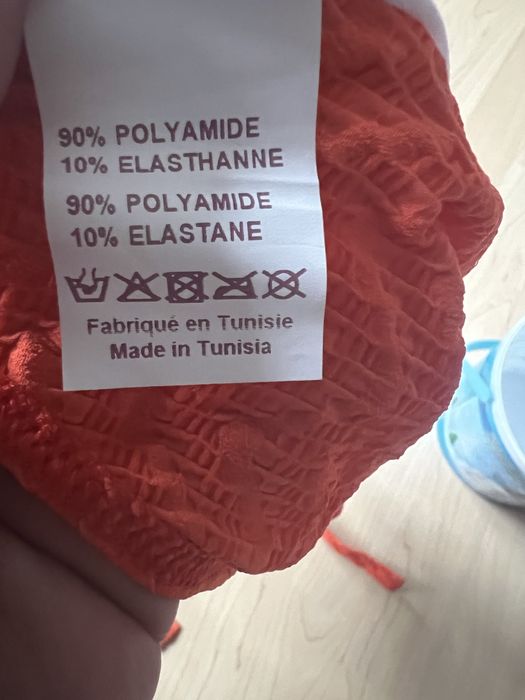 90% POLYAMIDE
10% ELASTHANNE
90% POLYAMIDE
10% ELASTANE
Fabriqué en Tunisie
Made in Tunisia